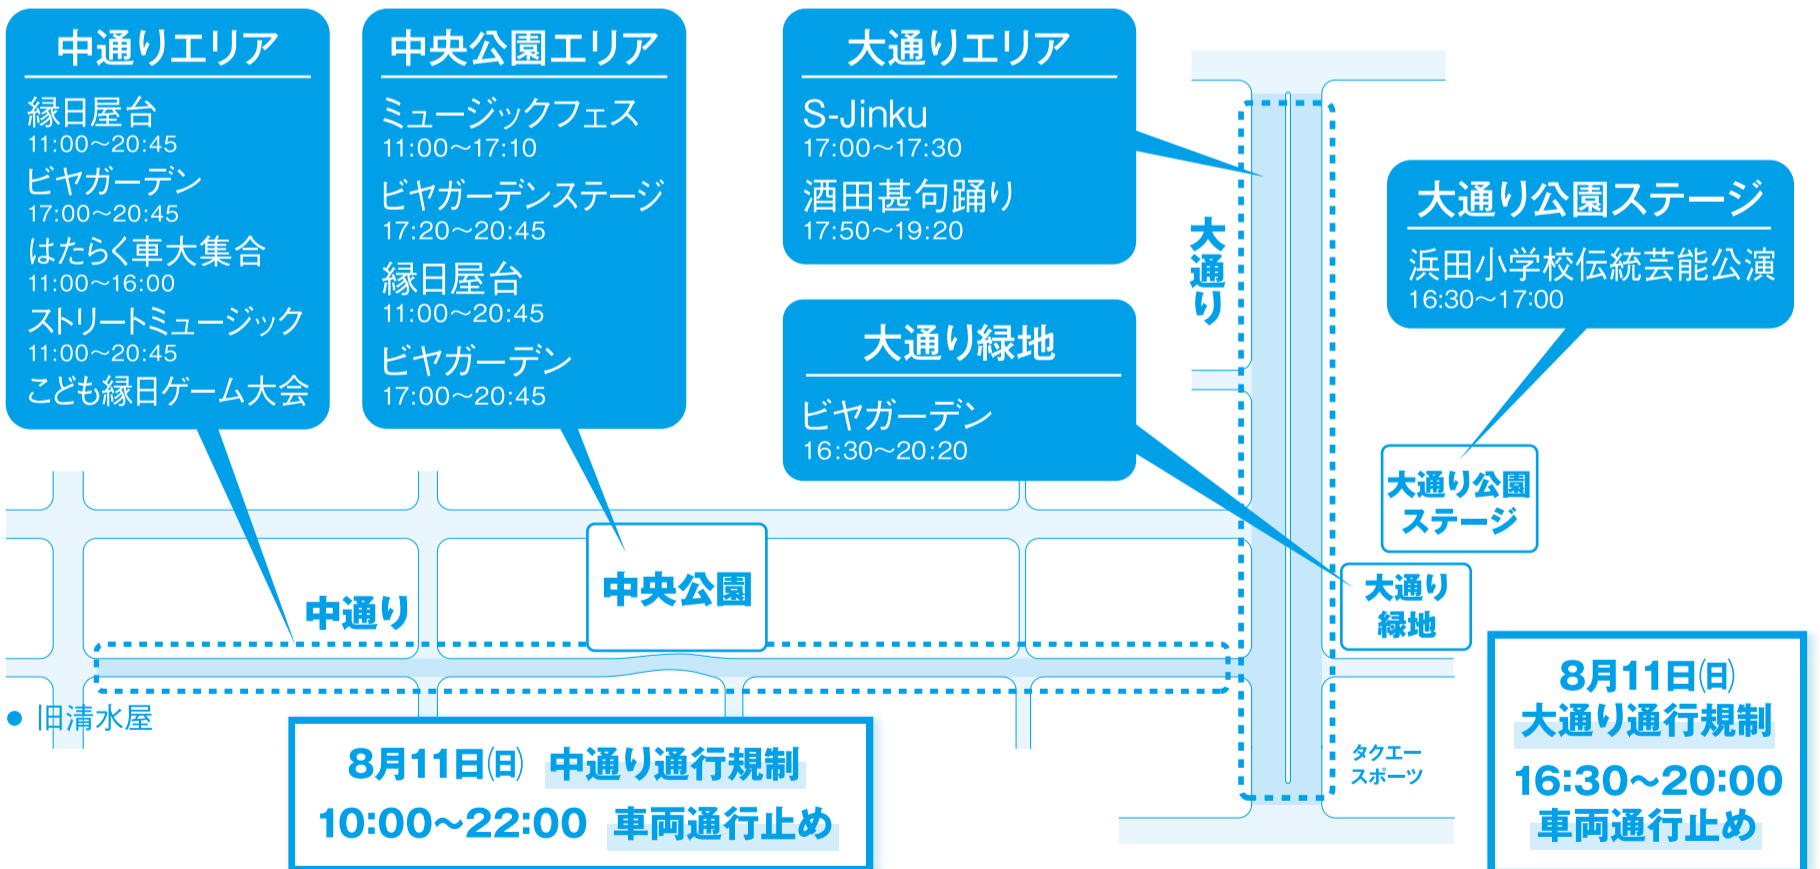 中通りエリア
縁日屋台
11:00～20:45
ビヤガーデン
17:00～20:45
はたらく車大集合
11:00～16:00
ストリートミュージック
11:00～20:45
こども縁日ゲーム大会
中央公園エリア
ミュージックフェス
11:00～17:10
ビヤガーデンステージ
17:20～20:45
縁日屋台
11:00～20:45
ビヤガーデン
17:00～20:45
大通りエリア
S-Jinku
17:00～17:30
酒田甚句踊り
17:50～19:20
大通り緑地
ビヤガーデン
16:30～20:20
大通り公園ステージ
浜田小学校伝統芸能公演
16:30～17:00
大通り
大通り公園
ステージ
大通り
緑地
中央公園
中通り
旧清水屋
タクエー
スポーツ
8月11日(日) 中通り通行規制
10:00～22:00 車両通行止め
8月11日(日)
大通り通行規制
16:30～20:00
車両通行止め